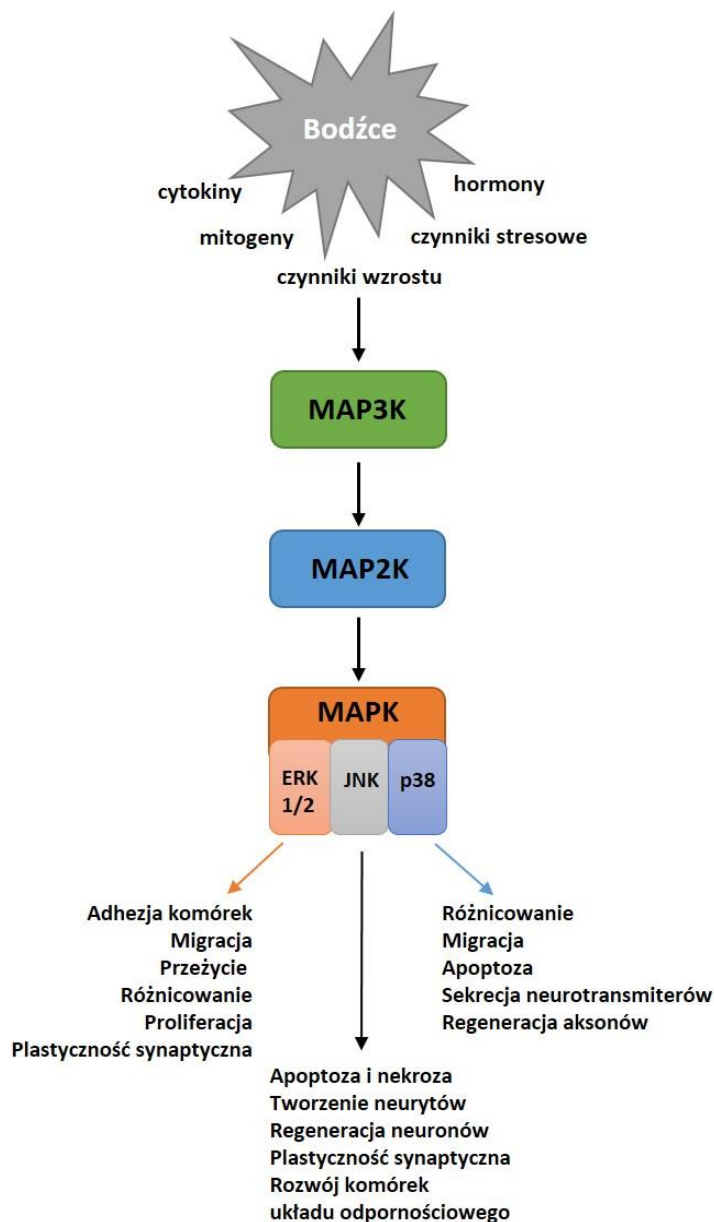 Bodźce
cytokiny
hormony
mitogeny
czynniki stresowe
czynniki wzrostu
MAP3K
MAP2K
MAPK
ERK
1/2
JNK
p38
Adhezja komórek
Migracja
Przeżycie
Różnicowanie
Proliferacja
Plastyczność synaptyczna
Różnicowanie
Migracja
Apoptoza
Sekrecja neurotransmiterów
Regeneracja aksonów
Apoptoza i nekroza
Tworzenie neurytów
Regeneracja neuronów
Plastyczność synaptyczna
Rozwój komórek
układu odpornościowego